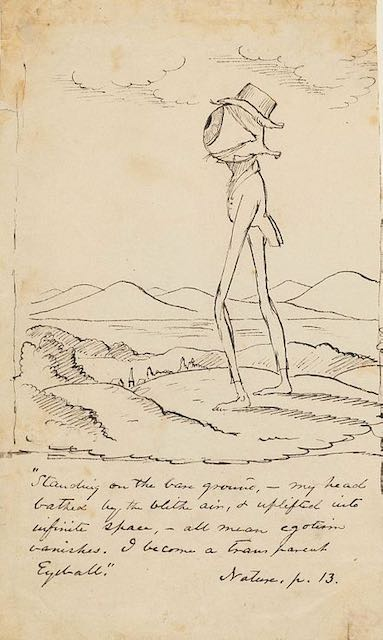 "Standing on the bare ground, – my head
bathed by the blithe air, & uplifted into
infinite space, – all mean egotism
vanishes. I become a transparent
Eyeball."
Nature, p. 13.